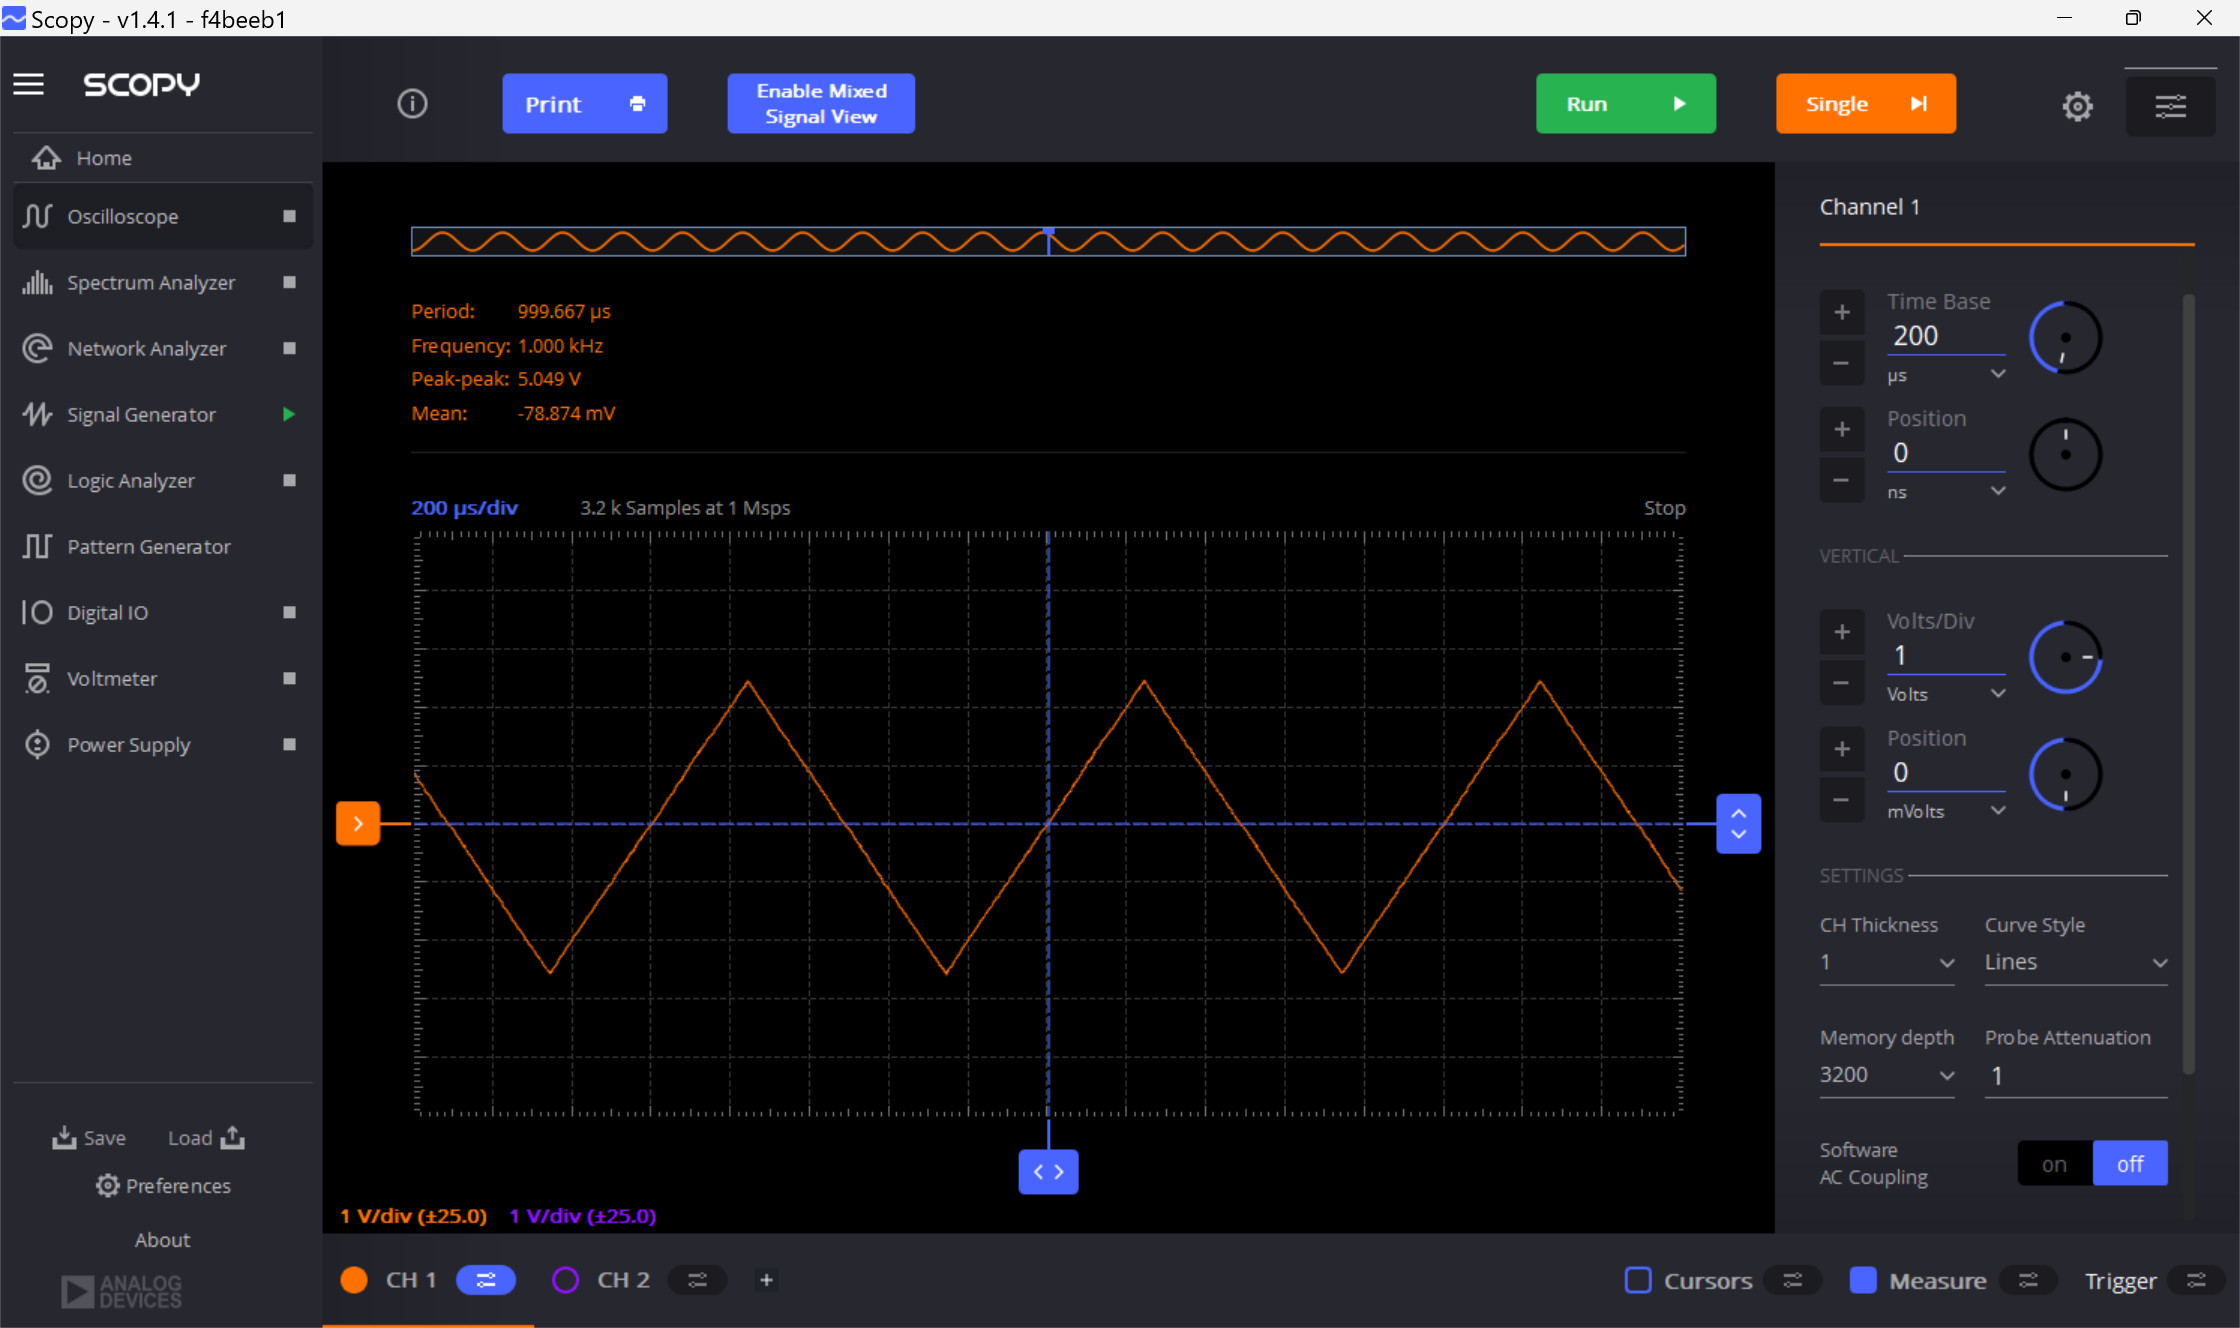 Scopy - v1.4.1 - f4beeb1
SCOPY
Print
Enable Mixed
Signal View
Run
Single
Home
Oscilloscope
Spectrum Analyzer
Network Analyzer
Signal Generator
Logic Analyzer
Pattern Generator
Digital IO
Voltmeter
Power Supply
Save
Load
Preferences
About
ANALOG
DEVICES
Period: 999.667 µs
Frequency: 1.000 kHz
Peak-peak: 5.049 V
Mean: -78.874 mV
200 µs/div 3.2 k Samples at 1 Msps Stop
1 V/div (±25.0) 1 V/div (±25.0)
Channel 1
Time Base
200
µs
Position
0
ns
VERTICAL
Volts/Div
1
Volts
Position
0
mVolts
SETTINGS
CH Thickness Curve Style
1 Lines
Memory depth Probe Attenuation
3200 1
Software
AC Coupling
on off
CH 1 CH 2 + Cursors Measure Trigger